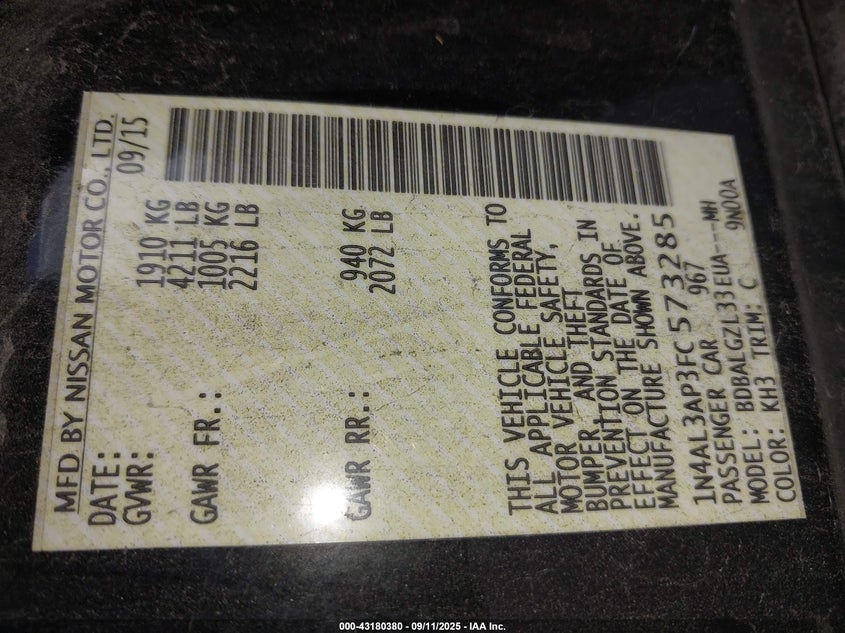 MFD BY NISSAN MOTOR CO., LTD.
DATE: 09/15
GVWR: 1910 KG
4211 LB
GAWR FR.: 1005 KG
2216 LB
GAWR RR.: 940 KG
2072 LB
THIS VEHICLE CONFORMS TO
ALL APPLICABLE FEDERAL
MOTOR VEHICLE SAFETY,
BUMPER, AND THEFT
PREVENTION STANDARDS IN
EFFECT ON THE DATE OF
MANUFACTURE SHOWN ABOVE.
1N4AL3AP3FC573285
PASSENGER CAR 967
MODEL: BDBALGZL33EUA---MH
COLOR: KH3 TRIM: C 9N00A
000-43180380 - 09/11/2025 - IAA Inc.